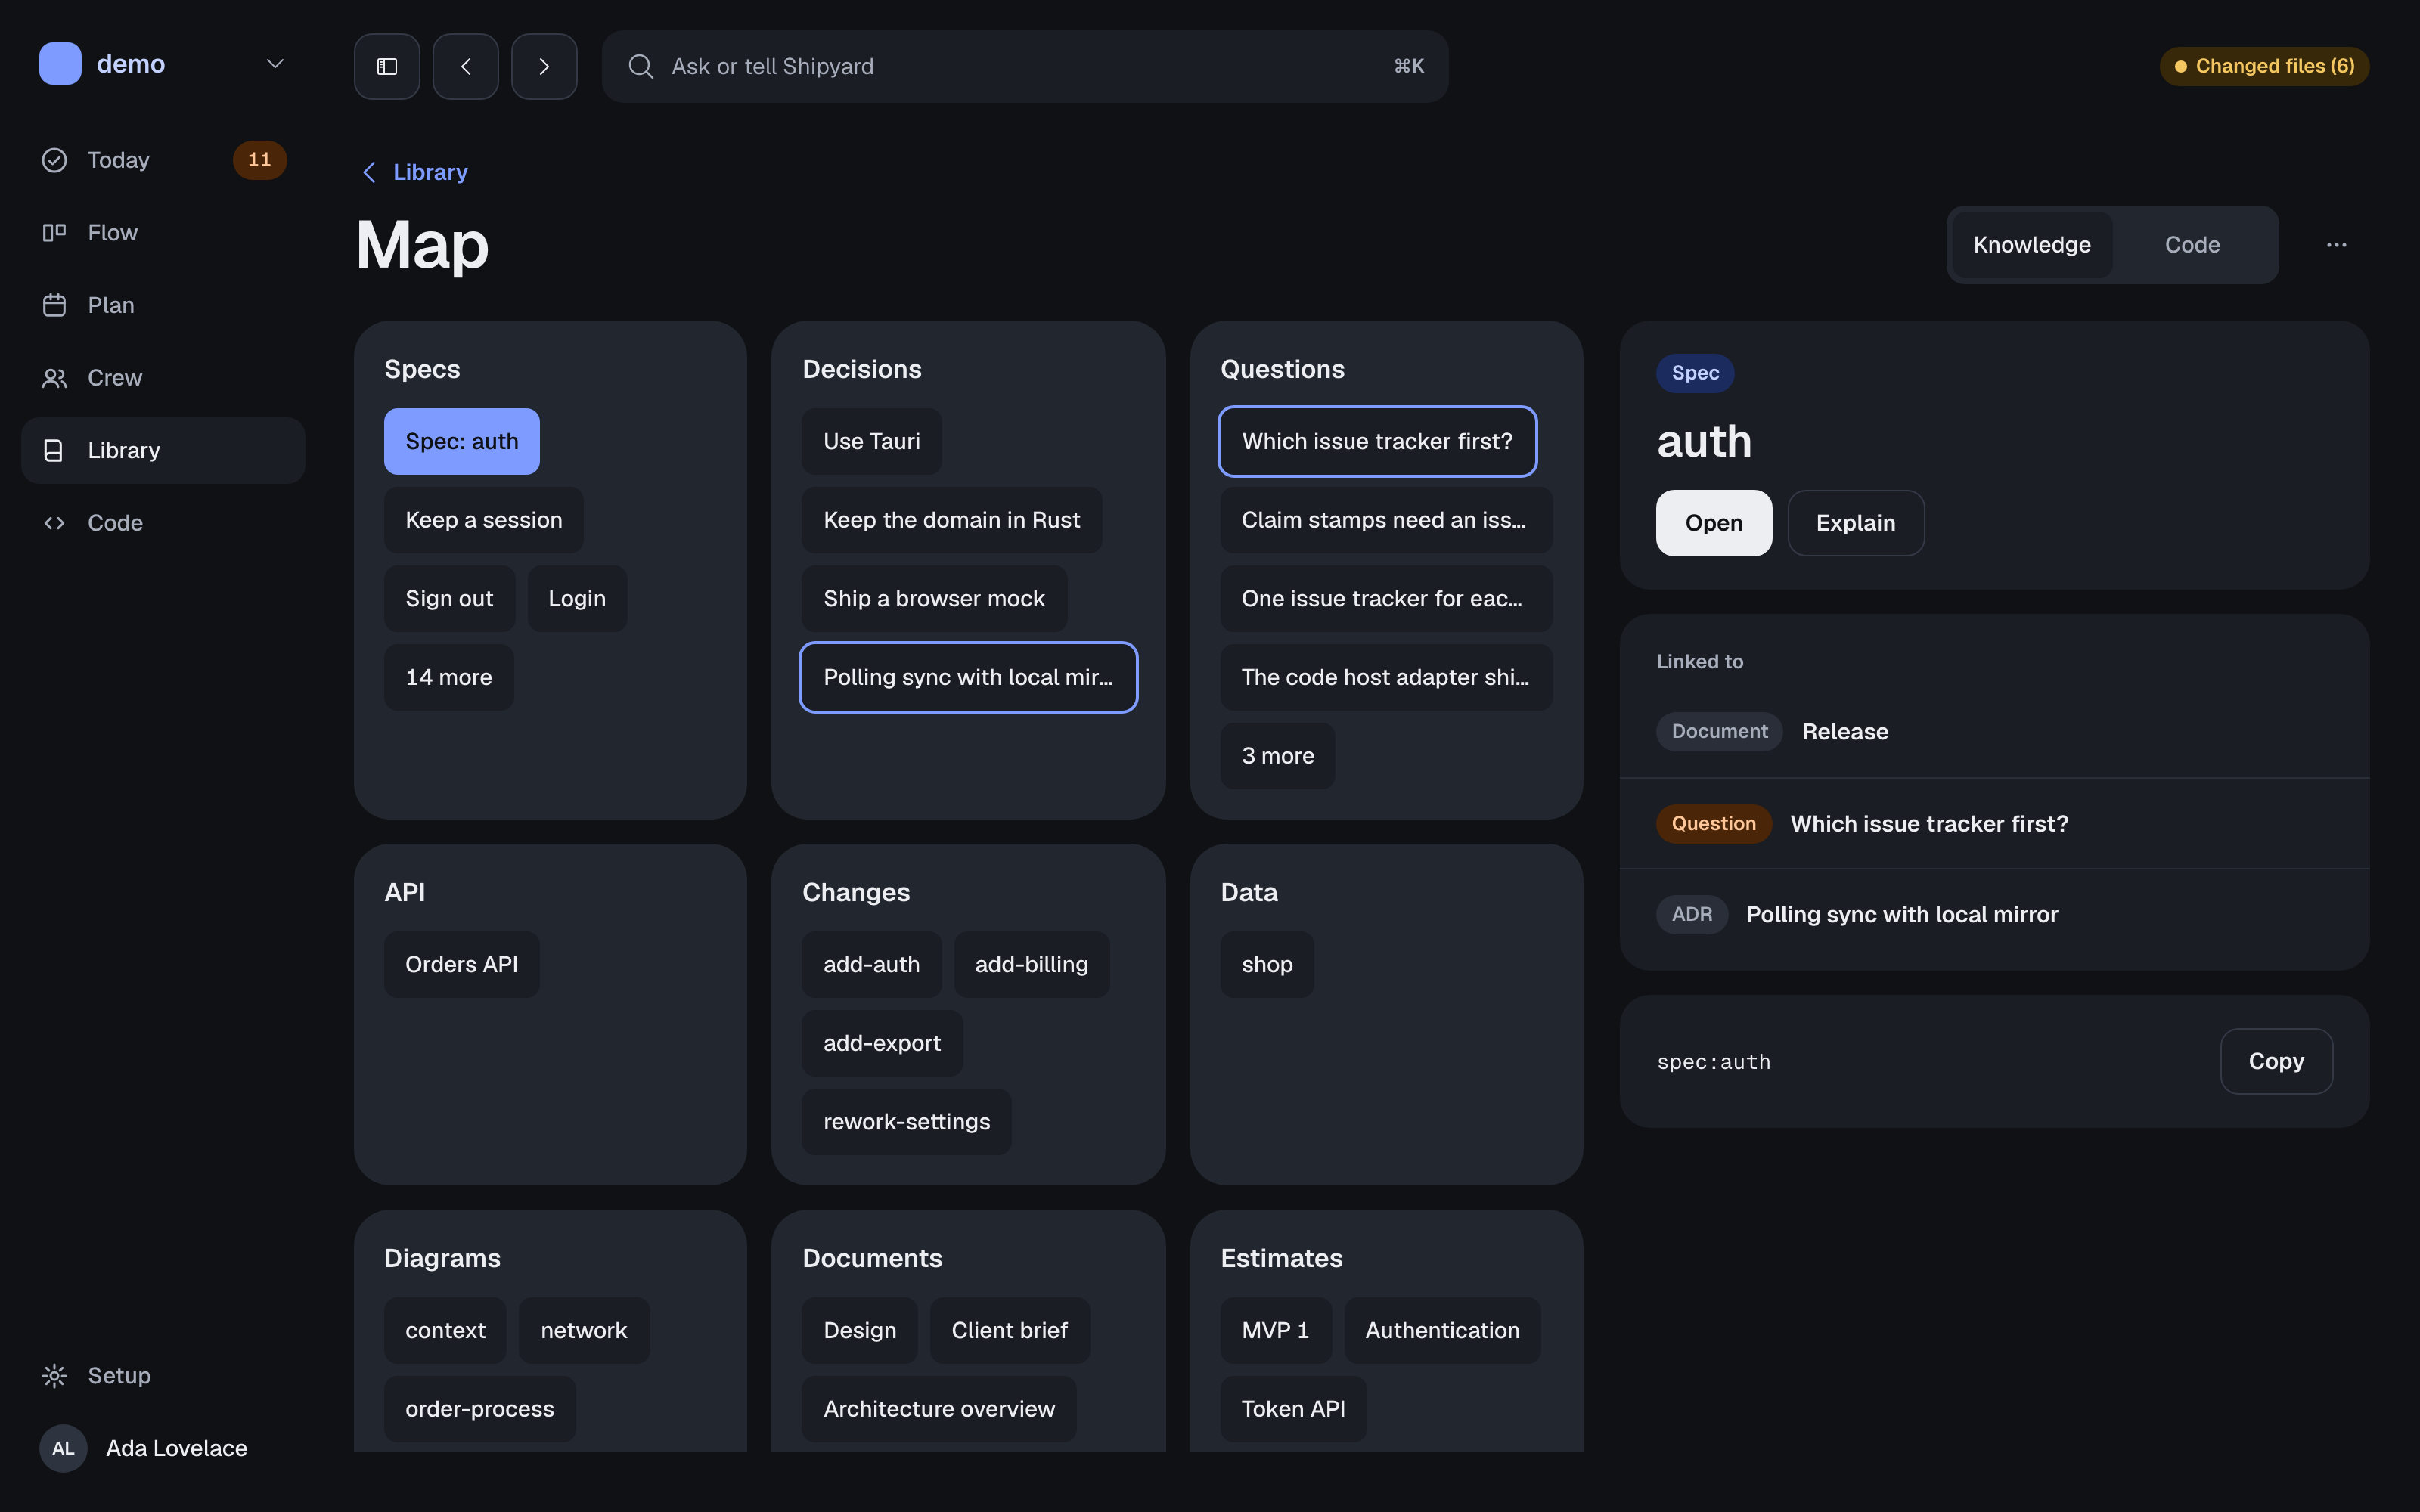 demo
Today
11
Flow
Plan
Crew
Library
Code
Setup
AL
Ada Lovelace
Ask or tell Shipyard
⌘K
Changed files (6)
Library
Map
Knowledge
Code
Specs
Spec: auth
Keep a session
Sign out
Login
14 more
Decisions
Use Tauri
Keep the domain in Rust
Ship a browser mock
Polling sync with local mir...
Questions
Which issue tracker first?
Claim stamps need an iss...
One issue tracker for eac...
The code host adapter shi...
3 more
API
Orders API
Changes
add-auth
add-billing
add-export
rework-settings
Data
shop
Diagrams
context
network
order-process
Documents
Design
Client brief
Architecture overview
Estimates
MVP 1
Authentication
Token API
Spec
auth
Open
Explain
Linked to
Document Release
Question Which issue tracker first?
ADR Polling sync with local mirror
spec:auth
Copy